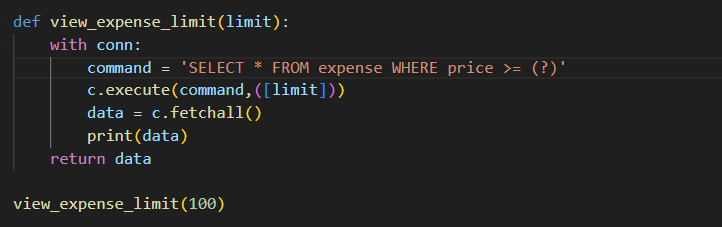 def view_expense_limit(limit):
with conn:
command = 'SELECT * FROM expense WHERE price >= (?)'
c.execute(command,([limit]))
data = c.fetchall()
print(data)
return data
view_expense_limit(100)